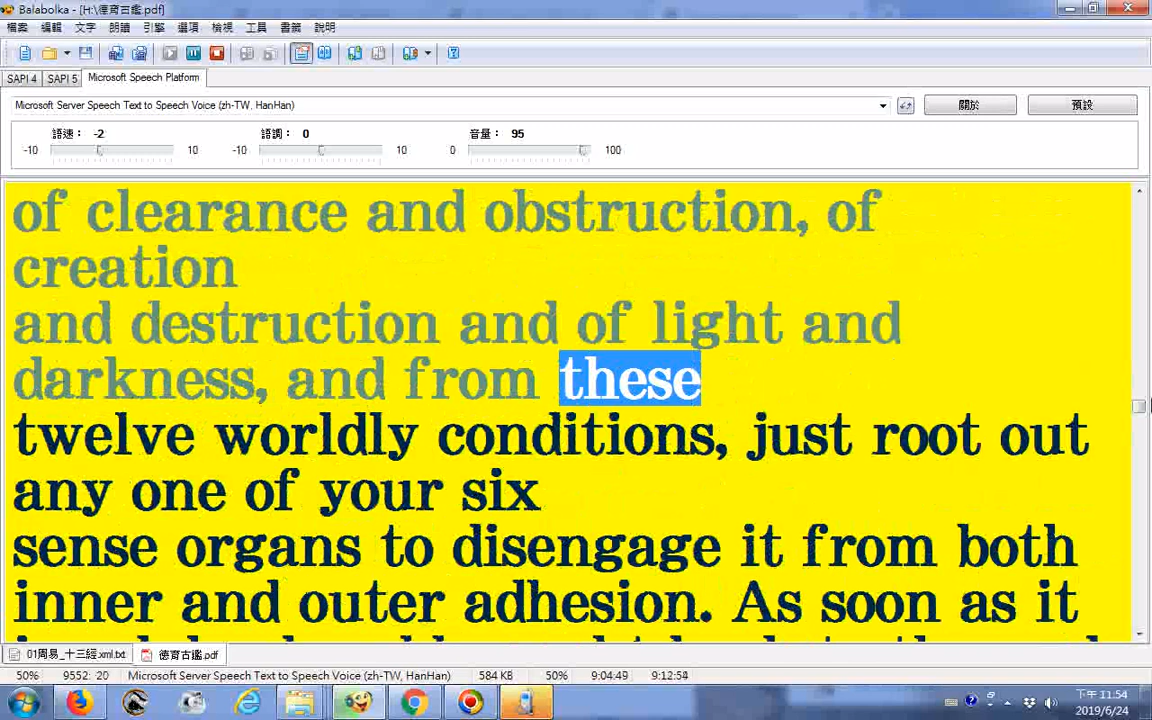 Balabolka - [H:\德育古鑑.pdf]
檔案 編輯 文字 朗讀 引擎 選項 檢視 工具 書籤 說明
SAPI 4 SAPI 5 Microsoft Speech Platform
Microsoft Server Speech Text to Speech Voice (zh-TW, HanHan) 關於 預設
語速： -2 語調： 0 音量： 95
-10 10 -10 10 0 100
of clearance and obstruction, of
creation
and destruction and of light and
darkness, and from these
twelve worldly conditions, just root out
any one of your six
sense organs to disengage it from both
inner and outer adhesion. As soon as it
01周易_十三經.xml.txt 德育古鑑.pdf
50% 9552: 20 Microsoft Server Speech Text to Speech Voice (zh-TW, HanHan) 584 KB 50% 9:04:49 9:12:54
下午 11:54
2019/6/24